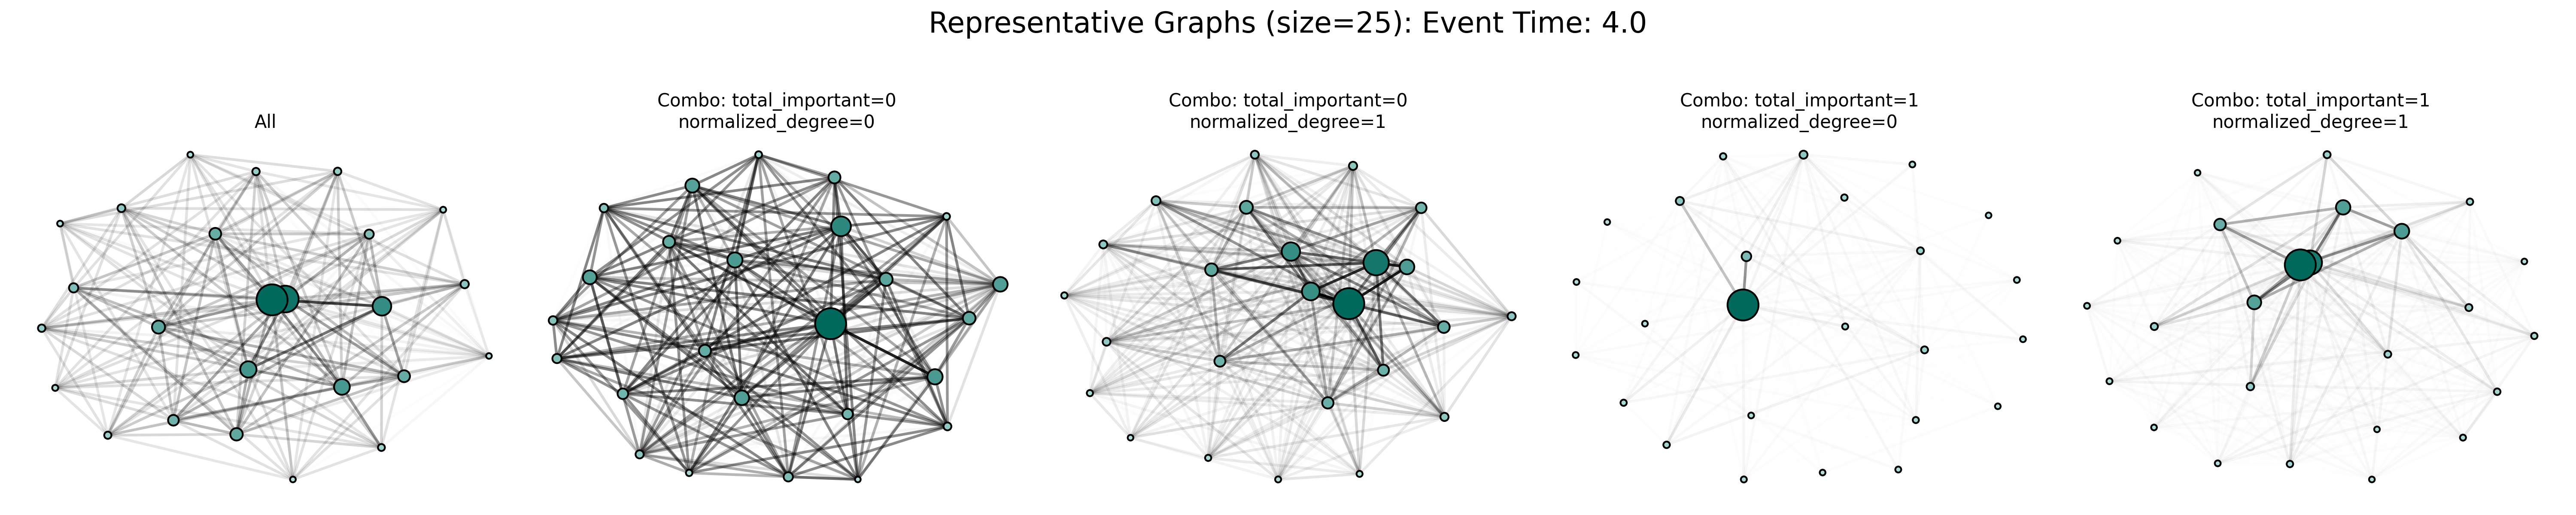 Representative Graphs (size=25): Event Time: 4.0
All
Combo: total_important=0
normalized_degree=0
Combo: total_important=0
normalized_degree=1
Combo: total_important=1
normalized_degree=0
Combo: total_important=1
normalized_degree=1